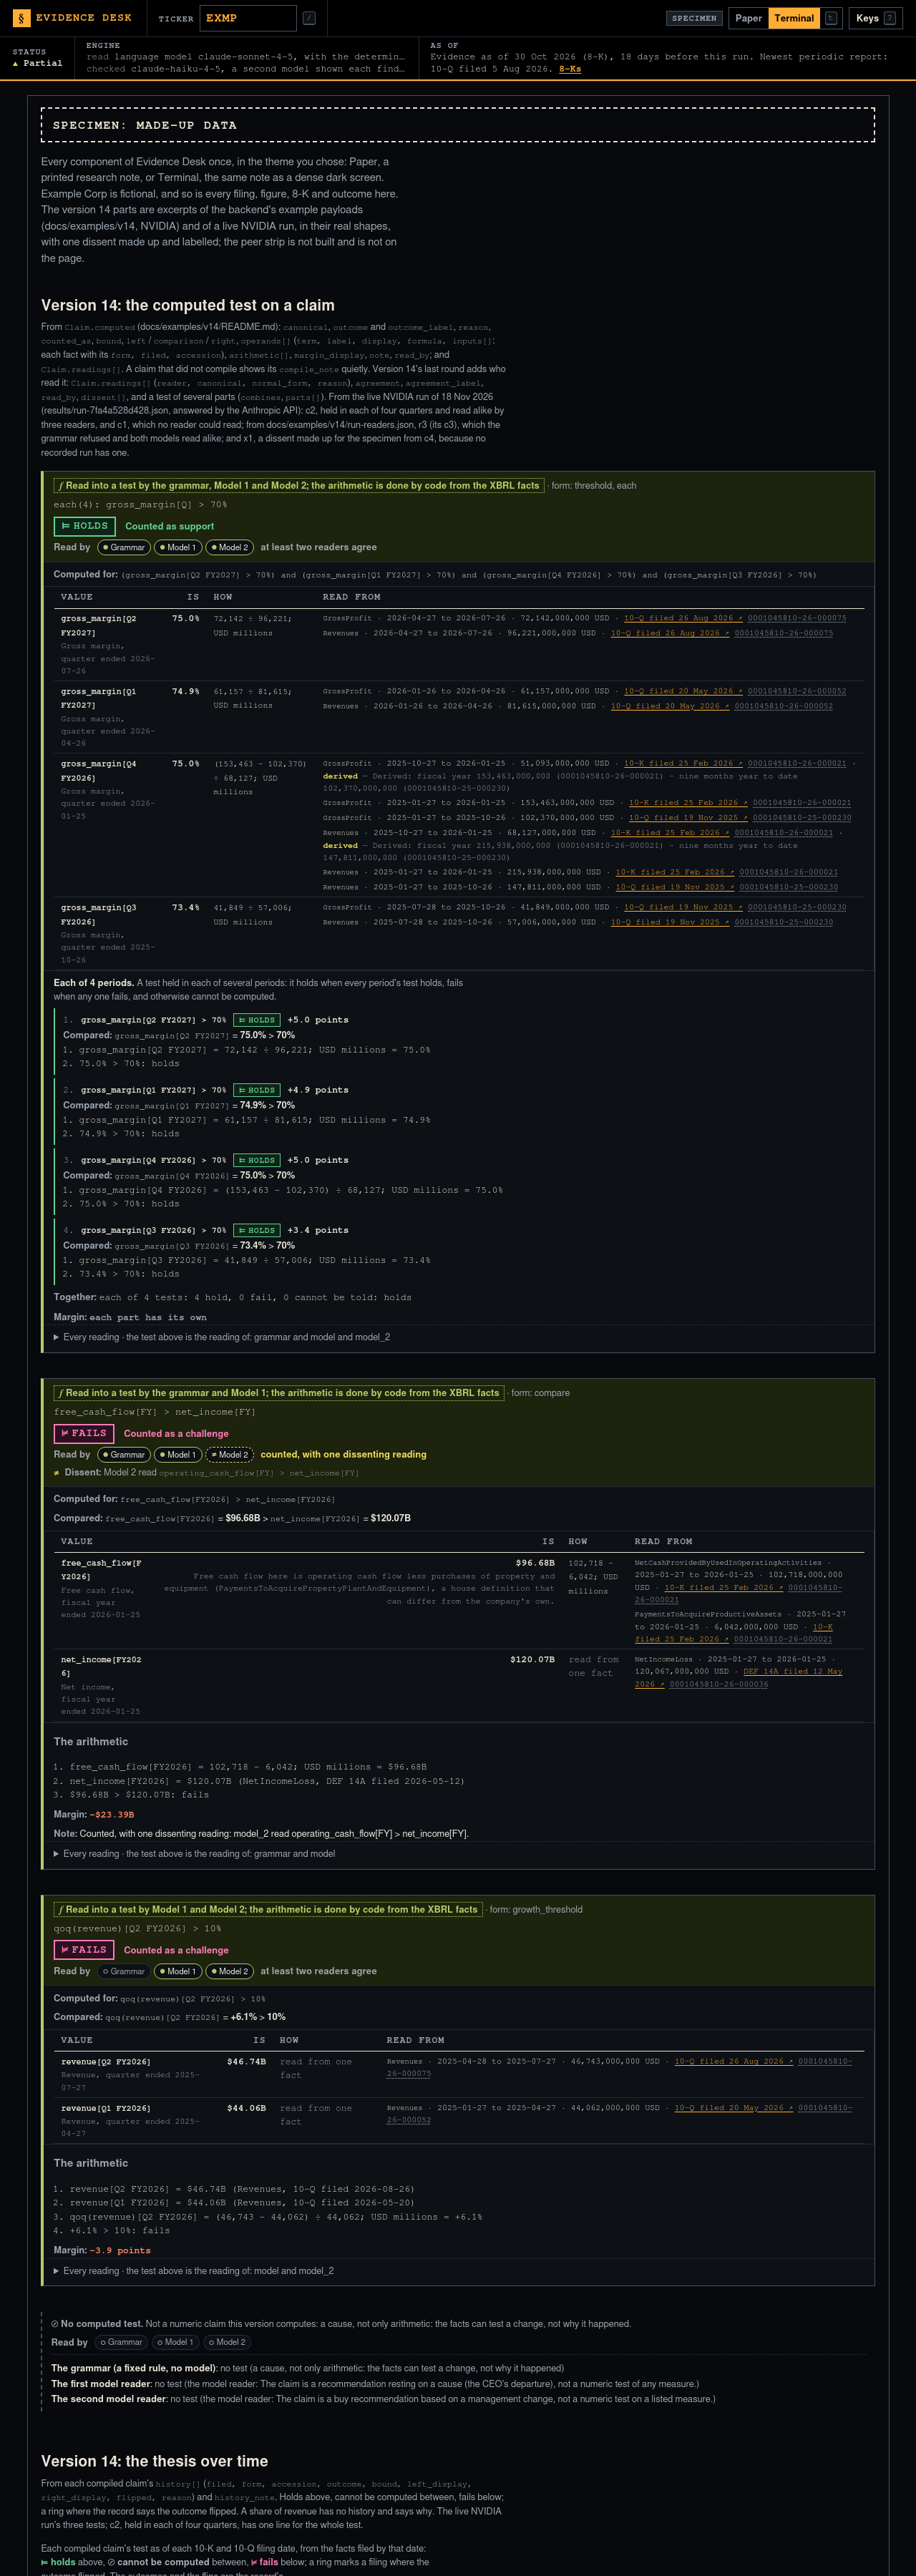 § EVIDENCE DESK TICKER EXMP / SPECIMEN Paper Terminal t Keys ?
STATUS
▲ Partial
ENGINE
read language model claude-sonnet-4-5, with the determin…
checked claude-haiku-4-5, a second model shown each find…
AS OF
Evidence as of 30 Oct 2026 (8-K), 18 days before this run. Newest periodic report:
10-Q filed 5 Aug 2026. 8-Ks
SPECIMEN: MADE-UP DATA
Every component of Evidence Desk once, in the theme you chose: Paper, a
printed research note, or Terminal, the same note as a dense dark screen.
Example Corp is fictional, and so is every filing, figure, 8-K and outcome here.
The version 14 parts are excerpts of the backend's example payloads
(docs/examples/v14, NVIDIA) and of a live NVIDIA run, in their real shapes,
with one dissent made up and labelled; the peer strip is not built and is not on
the page.
Version 14: the computed test on a claim
From Claim.computed (docs/examples/v14/README.md): canonical, outcome and outcome_label, reason,
counted_as, bound, left / comparison / right, operands[] (term, label, display, formula, inputs[]:
each fact with its form, filed, accession), arithmetic[], margin_display, note, read_by; and
Claim.readings[]. A claim that did not compile shows its compile_note quietly. Version 14's last round adds who
read it: Claim.readings[] (reader, canonical, normal_form, reason), agreement, agreement_label,
read_by, dissent[], and a test of several parts (combines, parts[]). From the live NVIDIA run of 18 Nov 2026
(results/run-7fa4a528d428.json, answered by the Anthropic API): c2, held in each of four quarters and read alike by
three readers, and c1, which no reader could read; from docs/examples/v14/run-readers.json, r3 (its c3), which the
grammar refused and both models read alike; and x1, a dissent made up for the specimen from c4, because no
recorded run has one.
ƒ Read into a test by the grammar, Model 1 and Model 2; the arithmetic is done by code from the XBRL facts · form: threshold, each
each(4): gross_margin[Q] > 70%
⊨ HOLDS Counted as support
Read by Grammar Model 1 Model 2 at least two readers agree
Computed for: (gross_margin[Q2 FY2027] > 70%) and (gross_margin[Q1 FY2027] > 70%) and (gross_margin[Q4 FY2026] > 70%) and (gross_margin[Q3 FY2026] > 70%)
VALUE IS HOW READ FROM
gross_margin[Q2 FY2027] 75.0% 72,142 ÷ 96,221; USD millions
Gross margin, quarter ended 2026-07-26
GrossProfit · 2026-04-27 to 2026-07-26 · 72,142,000,000 USD · 10-Q filed 26 Aug 2026 ↗ 0001045810-26-000075
Revenues · 2026-04-27 to 2026-07-26 · 96,221,000,000 USD · 10-Q filed 26 Aug 2026 ↗ 0001045810-26-000075
gross_margin[Q1 FY2027] 74.9% 61,157 ÷ 81,615; USD millions
Gross margin, quarter ended 2026-04-26
GrossProfit · 2026-01-26 to 2026-04-26 · 61,157,000,000 USD · 10-Q filed 20 May 2026 ↗ 0001045810-26-000052
Revenues · 2026-01-26 to 2026-04-26 · 81,615,000,000 USD · 10-Q filed 20 May 2026 ↗ 0001045810-26-000052
gross_margin[Q4 FY2026] 75.0% (153,463 − 102,370) ÷ 68,127; USD millions
Gross margin, quarter ended 2026-01-25
GrossProfit · 2025-10-27 to 2026-01-25 · 51,093,000,000 USD · 10-K filed 25 Feb 2026 ↗ 0001045810-26-000021 ·
derived — Derived: fiscal year 153,463,000,000 (0001045810-26-000021) − nine months year to date
102,370,000,000 (0001045810-25-000230)
GrossProfit · 2025-01-27 to 2026-01-25 · 153,463,000,000 USD · 10-K filed 25 Feb 2026 ↗ 0001045810-26-000021
GrossProfit · 2025-01-27 to 2025-10-26 · 102,370,000,000 USD · 10-Q filed 19 Nov 2025 ↗ 0001045810-25-000230
Revenues · 2025-10-27 to 2026-01-25 · 68,127,000,000 USD · 10-K filed 25 Feb 2026 ↗ 0001045810-26-000021 ·
derived — Derived: fiscal year 215,938,000,000 (0001045810-26-000021) − nine months year to date
147,811,000,000 (0001045810-25-000230)
Revenues · 2025-01-27 to 2026-01-25 · 215,938,000,000 USD · 10-K filed 25 Feb 2026 ↗ 0001045810-26-000021
Revenues · 2025-01-27 to 2025-10-26 · 147,811,000,000 USD · 10-Q filed 19 Nov 2025 ↗ 0001045810-25-000230
gross_margin[Q3 FY2026] 73.4% 41,849 ÷ 57,006; USD millions
Gross margin, quarter ended 2025-10-26
GrossProfit · 2025-07-28 to 2025-10-26 · 41,849,000,000 USD · 10-Q filed 19 Nov 2025 ↗ 0001045810-25-000230
Revenues · 2025-07-28 to 2025-10-26 · 57,006,000,000 USD · 10-Q filed 19 Nov 2025 ↗ 0001045810-25-000230
Each of 4 periods. A test held in each of several periods: it holds when every period's test holds, fails
when any one fails, and otherwise cannot be computed.
1. gross_margin[Q2 FY2027] > 70% ⊨ HOLDS +5.0 points
Compared: gross_margin[Q2 FY2027] = 75.0% > 70%
1. gross_margin[Q2 FY2027] = 72,142 ÷ 96,221; USD millions = 75.0%
2. 75.0% > 70%: holds
2. gross_margin[Q1 FY2027] > 70% ⊨ HOLDS +4.9 points
Compared: gross_margin[Q1 FY2027] = 74.9% > 70%
1. gross_margin[Q1 FY2027] = 61,157 ÷ 81,615; USD millions = 74.9%
2. 74.9% > 70%: holds
3. gross_margin[Q4 FY2026] > 70% ⊨ HOLDS +5.0 points
Compared: gross_margin[Q4 FY2026] = 75.0% > 70%
1. gross_margin[Q4 FY2026] = (153,463 − 102,370) ÷ 68,127; USD millions = 75.0%
2. 75.0% > 70%: holds
4. gross_margin[Q3 FY2026] > 70% ⊨ HOLDS +3.4 points
Compared: gross_margin[Q3 FY2026] = 73.4% > 70%
1. gross_margin[Q3 FY2026] = 41,849 ÷ 57,006; USD millions = 73.4%
2. 73.4% > 70%: holds
Together: each of 4 tests: 4 hold, 0 fail, 0 cannot be told: holds
Margin: each part has its own
▶ Every reading · the test above is the reading of: grammar and model and model_2
ƒ Read into a test by the grammar and Model 1; the arithmetic is done by code from the XBRL facts · form: compare
free_cash_flow[FY] > net_income[FY]
⊭ FAILS Counted as a challenge
Read by Grammar Model 1 ≠ Model 2 counted, with one dissenting reading
≠ Dissent: Model 2 read operating_cash_flow[FY] > net_income[FY]
Computed for: free_cash_flow[FY2026] > net_income[FY2026]
Compared: free_cash_flow[FY2026] = $96.68B > net_income[FY2026] = $120.07B
VALUE IS HOW READ FROM
free_cash_flow[FY2026] $96.68B 102,718 − 6,042; USD millions
Free cash flow, fiscal year ended 2026-01-25
Free cash flow here is operating cash flow less purchases of property and
equipment (PaymentsToAcquirePropertyPlantAndEquipment), a house definition that
can differ from the company's own.
NetCashProvidedByUsedInOperatingActivities ·
2025-01-27 to 2026-01-25 · 102,718,000,000
USD · 10-K filed 25 Feb 2026 ↗ 0001045810-26-000021
PaymentsToAcquireProductiveAssets · 2025-01-27
to 2026-01-25 · 6,042,000,000 USD · 10-K
filed 25 Feb 2026 ↗ 0001045810-26-000021
net_income[FY2026] $120.07B read from one fact
Net income, fiscal year ended 2026-01-25
NetIncomeLoss · 2025-01-27 to 2026-01-25 ·
120,067,000,000 USD · DEF 14A filed 12 May
2026 ↗ 0001045810-26-000036
The arithmetic
1. free_cash_flow[FY2026] = 102,718 − 6,042; USD millions = $96.68B
2. net_income[FY2026] = $120.07B (NetIncomeLoss, DEF 14A filed 2026-05-12)
3. $96.68B > $120.07B: fails
Margin: −$23.39B
Note: Counted, with one dissenting reading: model_2 read operating_cash_flow[FY] > net_income[FY].
▶ Every reading · the test above is the reading of: grammar and model
ƒ Read into a test by Model 1 and Model 2; the arithmetic is done by code from the XBRL facts · form: growth_threshold
qoq(revenue)[Q2 FY2026] > 10%
⊭ FAILS Counted as a challenge
Read by Grammar Model 1 Model 2 at least two readers agree
Computed for: qoq(revenue)[Q2 FY2026] > 10%
Compared: qoq(revenue)[Q2 FY2026] = +6.1% > 10%
VALUE IS HOW READ FROM
revenue[Q2 FY2026] $46.74B read from one fact
Revenue, quarter ended 2025-07-27
Revenues · 2025-04-28 to 2025-07-27 · 46,743,000,000 USD · 10-Q filed 26 Aug 2026 ↗ 0001045810-26-000075
revenue[Q1 FY2026] $44.06B read from one fact
Revenue, quarter ended 2025-04-27
Revenues · 2025-01-27 to 2025-04-27 · 44,062,000,000 USD · 10-Q filed 20 May 2026 ↗ 0001045810-26-000052
The arithmetic
1. revenue[Q2 FY2026] = $46.74B (Revenues, 10-Q filed 2026-08-26)
2. revenue[Q1 FY2026] = $44.06B (Revenues, 10-Q filed 2026-05-20)
3. qoq(revenue)[Q2 FY2026] = (46,743 − 44,062) ÷ 44,062; USD millions = +6.1%
4. +6.1% > 10%: fails
Margin: −3.9 points
▶ Every reading · the test above is the reading of: model and model_2
⊘ No computed test. Not a numeric claim this version computes: a cause, not only arithmetic: the facts can test a change, not why it happened.
Read by Grammar Model 1 Model 2
The grammar (a fixed rule, no model): no test (a cause, not only arithmetic: the facts can test a change, not why it happened)
The first model reader: no test (the model reader: The claim is a recommendation resting on a cause (the CEO's departure), not a numeric test of any measure.)
The second model reader: no test (the model reader: The claim is a buy recommendation based on a management change, not a numeric test on a listed measure.)
Version 14: the thesis over time
From each compiled claim's history[] (filed, form, accession, outcome, bound, left_display,
right_display, flipped, reason) and history_note. Holds above, cannot be computed between, fails below;
a ring where the record says the outcome flipped. A share of revenue has no history and says why. The live NVIDIA
run's three tests; c2, held in each of four quarters, has one line for the whole test.
Each compiled claim's test as of each 10-K and 10-Q filing date, from the facts filed by that date:
⊨ holds above, ⊘ cannot be computed between, ⊭ fails below; a ring marks a filing where the